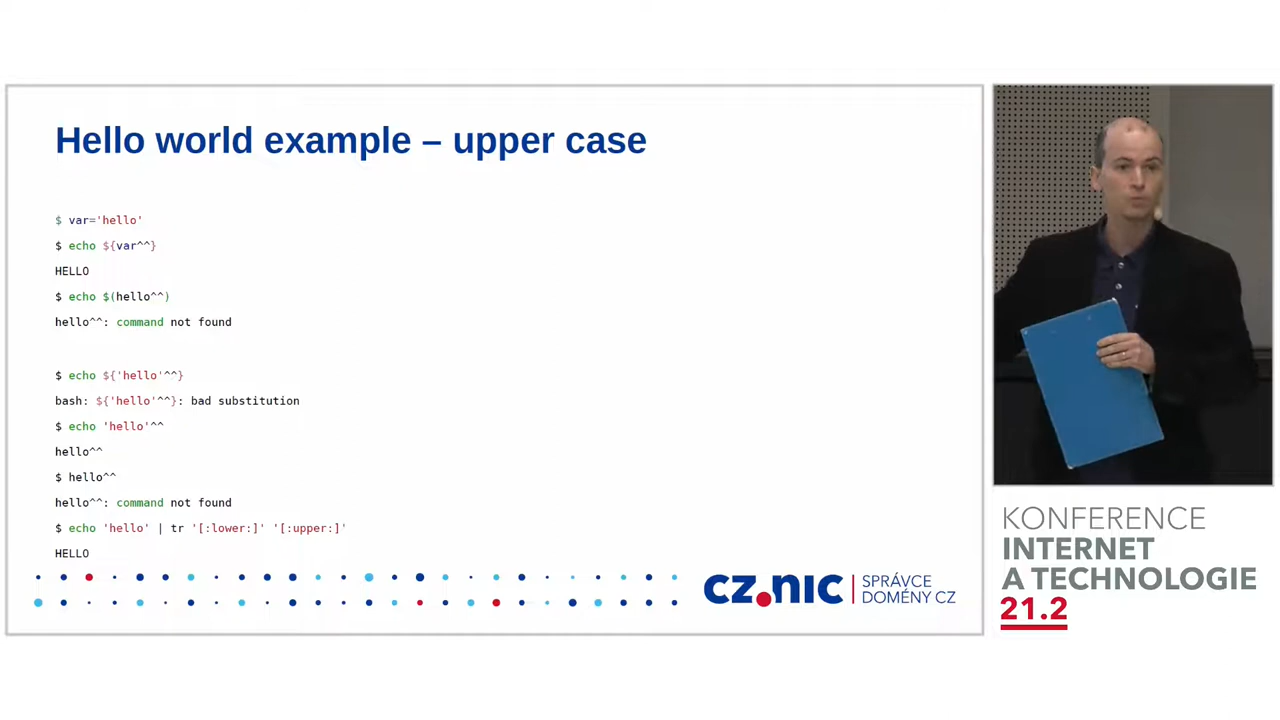 Hello world example – upper case
$ var='hello'
$ echo ${var^^}
HELLO
$ echo $(hello^^)
hello^^: command not found
$ echo ${'hello'^^}
bash: ${'hello'^^}: bad substitution
$ echo 'hello'^^
hello^^
$ hello^^
hello^^: command not found
$ echo 'hello' | tr '[:lower:]' '[:upper:]'
HELLO
cz.nic
SPRÁVCE
DOMÉNY CZ
KONFERENCE
INTERNET
A TECHNOLOGIE
21.2